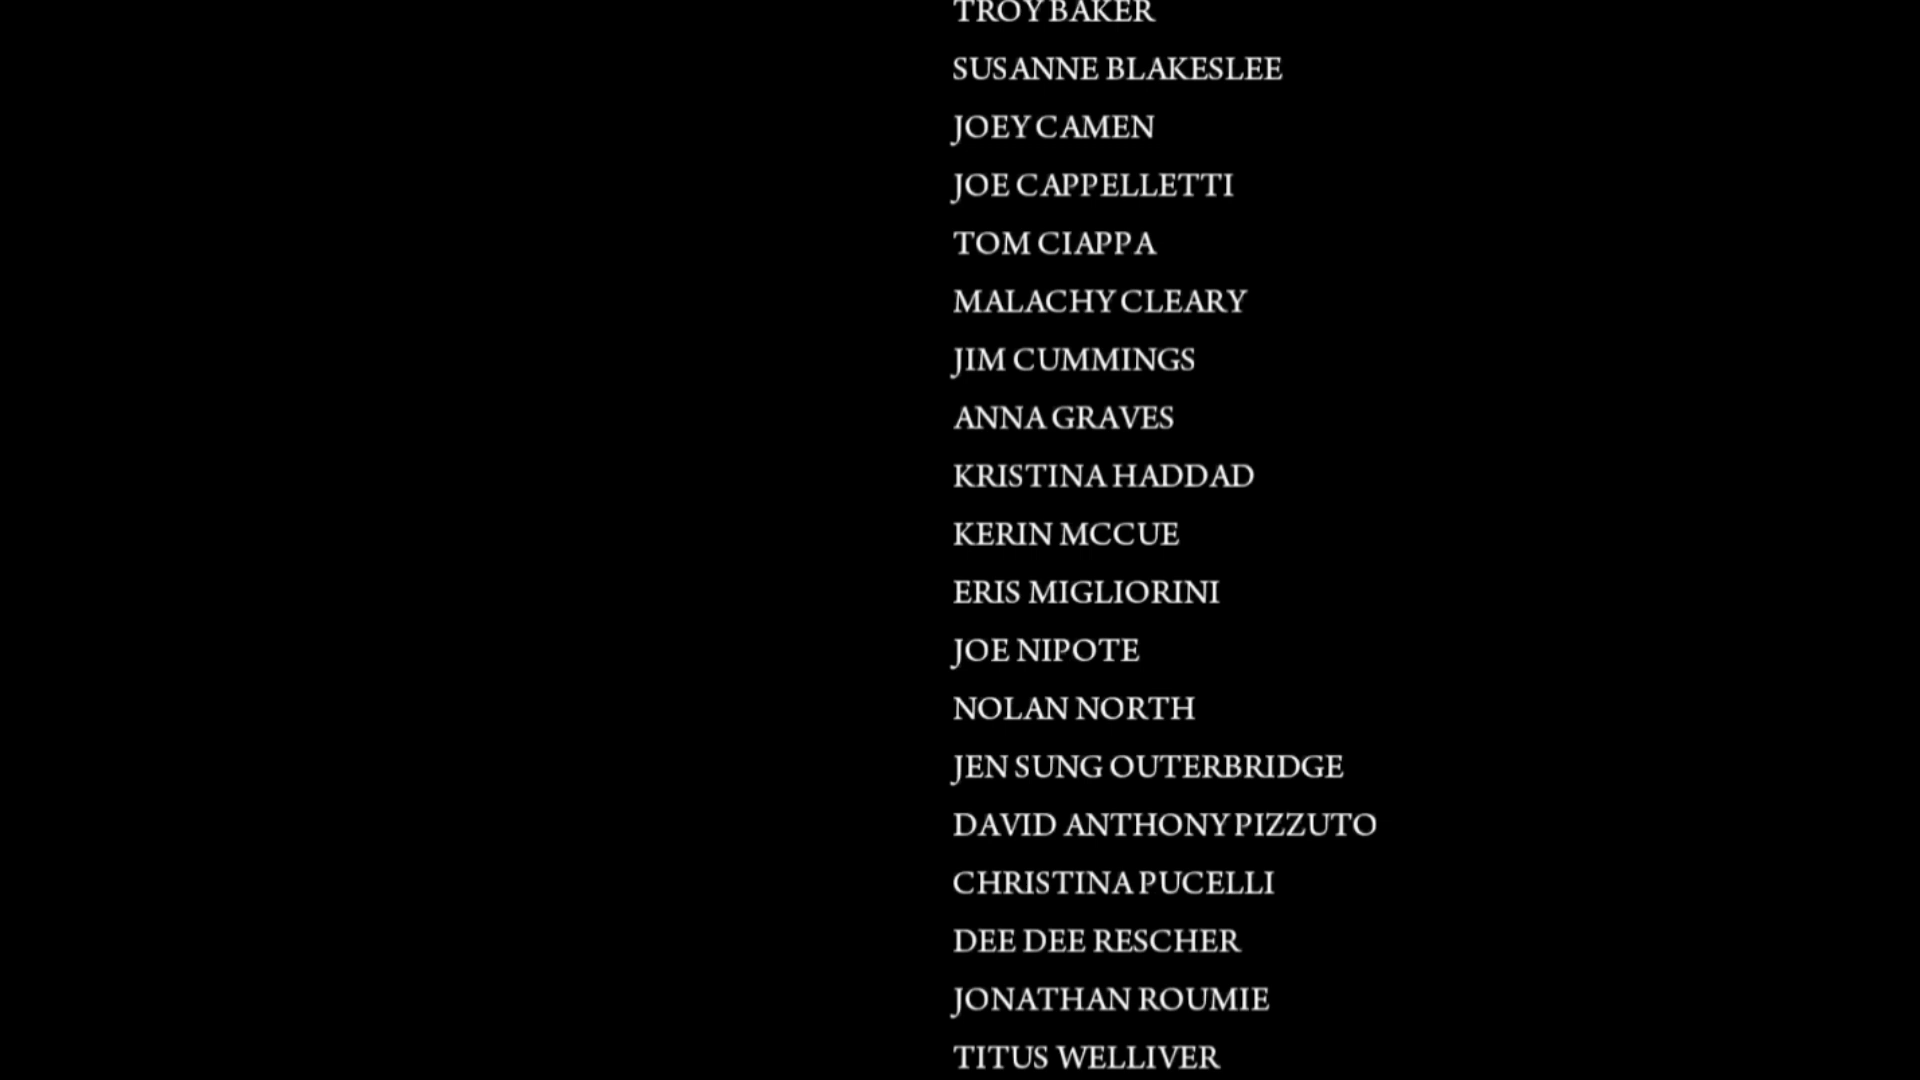 TROY BAKER
SUSANNE BLAKESLEE
JOEY CAMEN
JOE CAPPELLETTI
TOM CIAPPA
MALACHY CLEARY
JIM CUMMINGS
ANNA GRAVES
KRISTINA HADDAD
KERIN MCCUE
ERIS MIGLIORINI
JOE NIPOTE
NOLAN NORTH
JEN SUNG OUTERBRIDGE
DAVID ANTHONY PIZZUTO
CHRISTINA PUCELLI
DEE DEE RESCHER
JONATHAN ROUMIE
TITUS WELLIVER